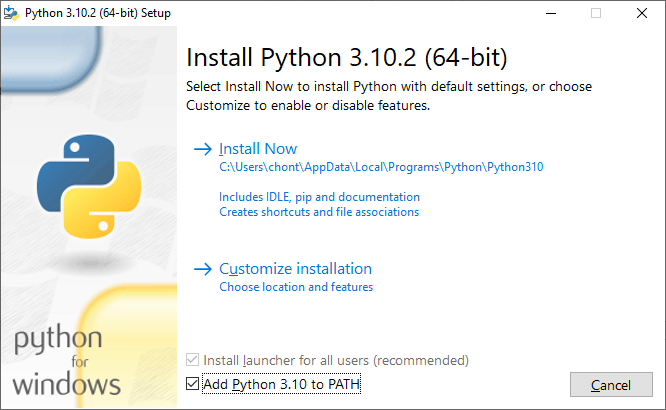 Python 3.10.2 (64-bit) Setup
Install Python 3.10.2 (64-bit)
Select Install Now to install Python with default settings, or choose
Customize to enable or disable features.
Install Now
C:\Users\chont\AppData\Local\Programs\Python\Python310
Includes IDLE, pip and documentation
Creates shortcuts and file associations
Customize installation
Choose location and features
python
for
windows
Install launcher for all users (recommended)
Add Python 3.10 to PATH
Cancel